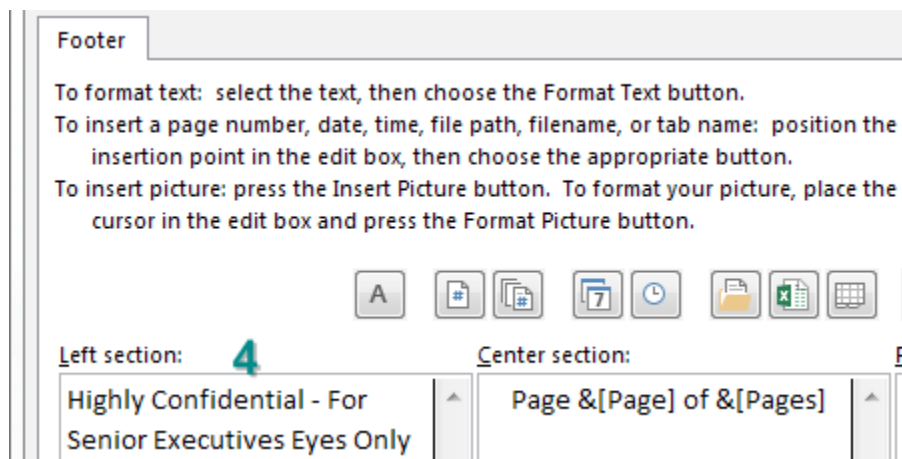 Footer
To format text:  select the text, then choose the Format Text button.
To insert a page number, date, time, file path, filename, or tab name:  position the
insertion point in the edit box, then choose the appropriate button.
To insert picture: press the Insert Picture button.  To format your picture, place the
cursor in the edit box and press the Format Picture button.
A # # 7
Left section: 4 Center section:
Highly Confidential - For Page &[Page] of &[Pages]
Senior Executives Eyes Only